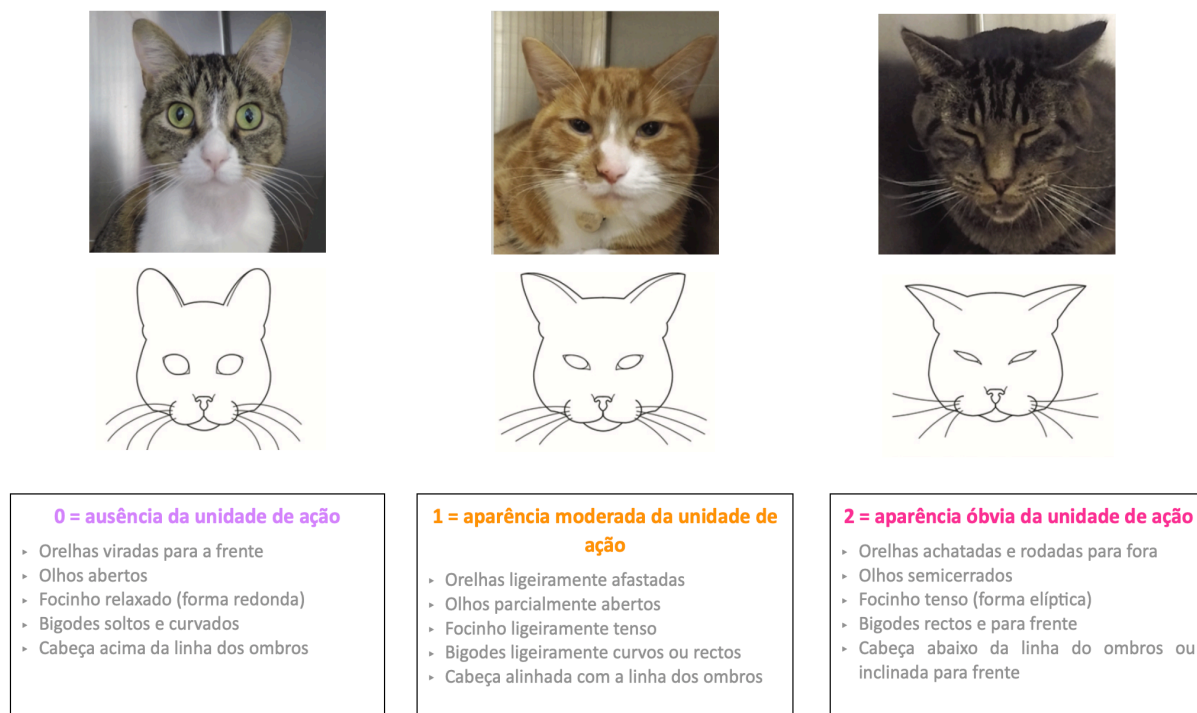 0 = ausência da unidade de ação
▸ Orelhas viradas para a frente
▸ Olhos abertos
▸ Focinho relaxado (forma redonda)
▸ Bigodes soltos e curvados
▸ Cabeça acima da linha dos ombros
1 = aparência moderada da unidade de
ação
▸ Orelhas ligeiramente afastadas
▸ Olhos parcialmente abertos
▸ Focinho ligeiramente tenso
▸ Bigodes ligeiramente curvos ou rectos
▸ Cabeça alinhada com a linha dos ombros
2 = aparência óbvia da unidade de ação
▸ Orelhas achatadas e rodadas para fora
▸ Olhos semicerrados
▸ Focinho tenso (forma elíptica)
▸ Bigodes rectos e para frente
▸ Cabeça abaixo da linha do ombros ou
inclinada para frente